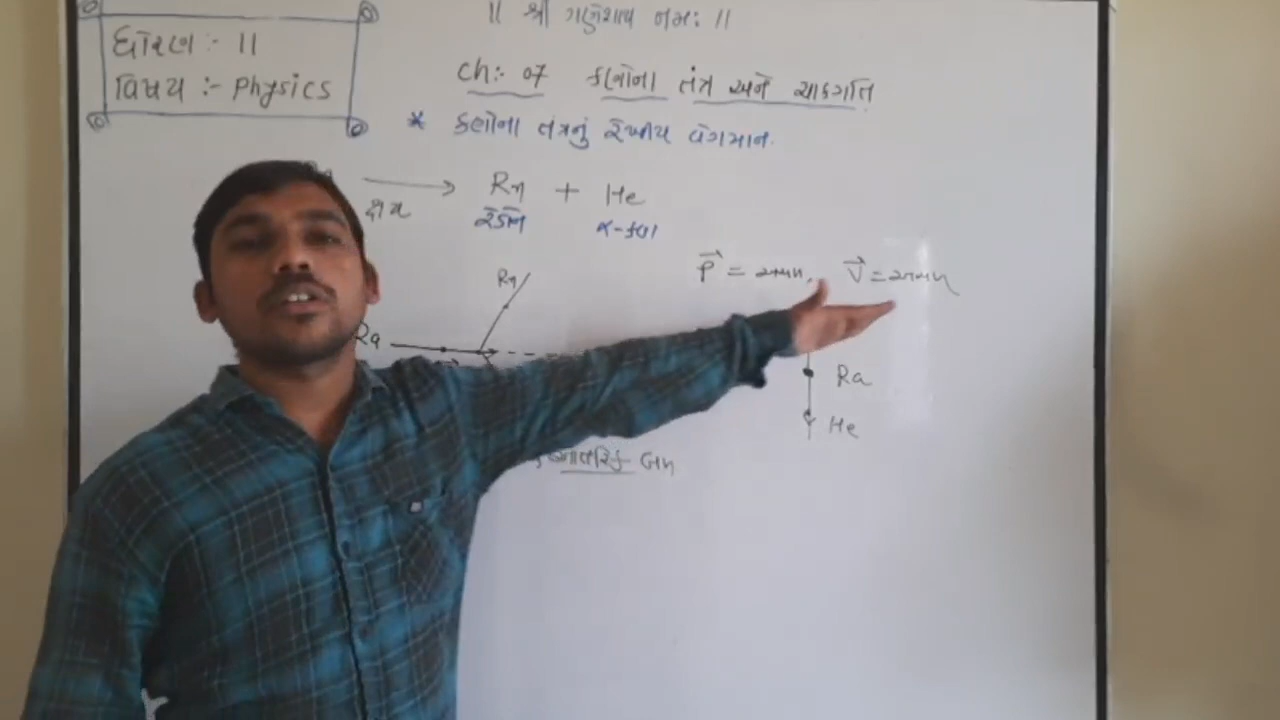 || શ્રી ગણેશાય નમઃ ||
ધોરણ :- 11
વિષય :- Physics
Ch:- 07 કણોના તંત્ર અને ચાકગતિ
* કણોના તંત્રનું રેખીય વેગમાન.
ક્ષય → Rn + He
રેડોન α-કણ
Rn
P⃗ = સમાન, V⃗ = સમાન
Ra
Ra
He
આંતરિક બળ